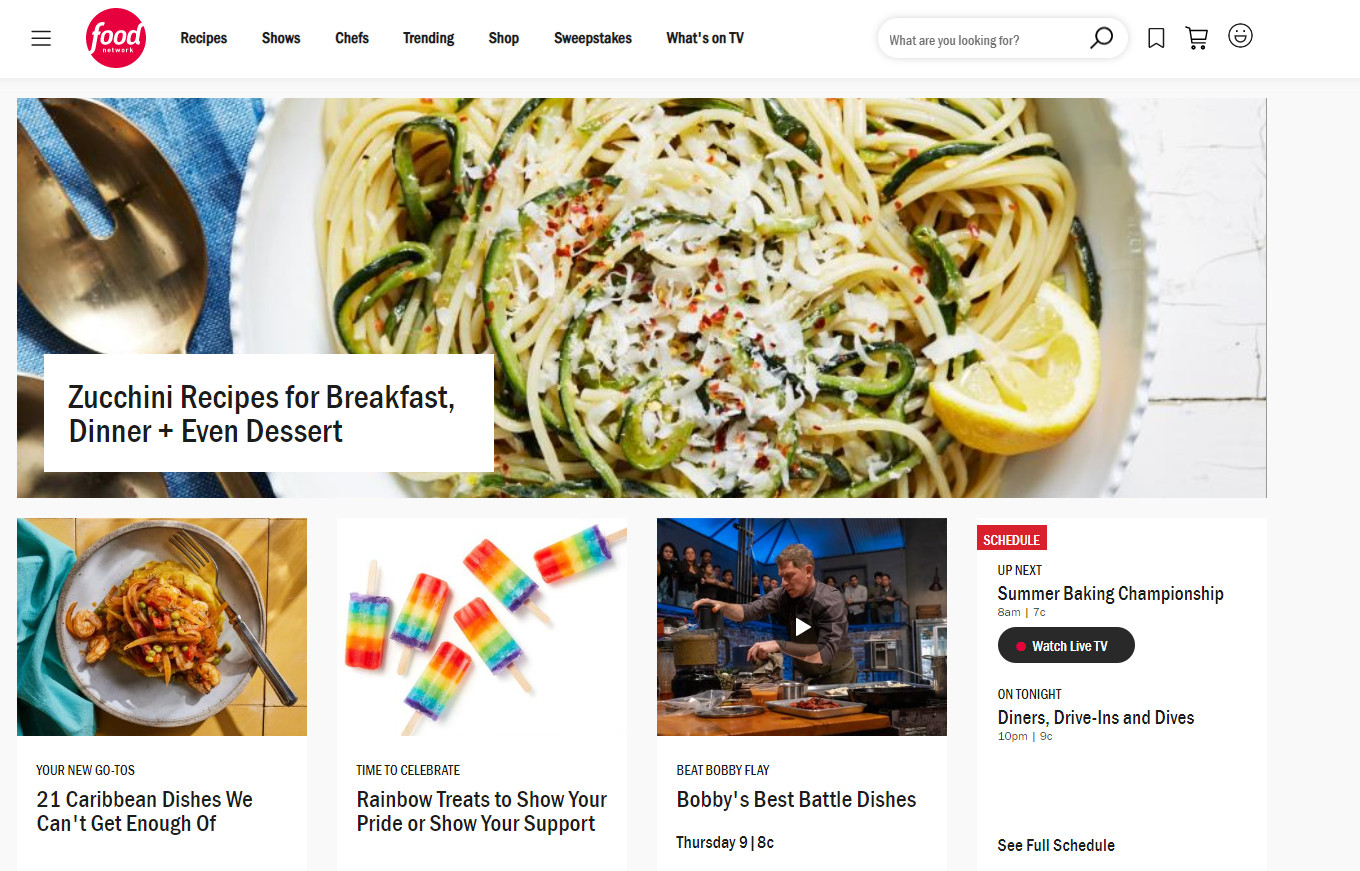 food
network
Recipes
Shows
Chefs
Trending
Shop
Sweepstakes
What's on TV
What are you looking for?
Zucchini Recipes for Breakfast,
Dinner + Even Dessert
YOUR NEW GO-TOS
21 Caribbean Dishes We
Can't Get Enough Of
TIME TO CELEBRATE
Rainbow Treats to Show Your
Pride or Show Your Support
BEAT BOBBY FLAY
Bobby's Best Battle Dishes
Thursday 9|8c
SCHEDULE
UP NEXT
Summer Baking Championship
8am | 7c
Watch Live TV
ON TONIGHT
Diners, Drive-Ins and Dives
10pm | 9c
See Full Schedule